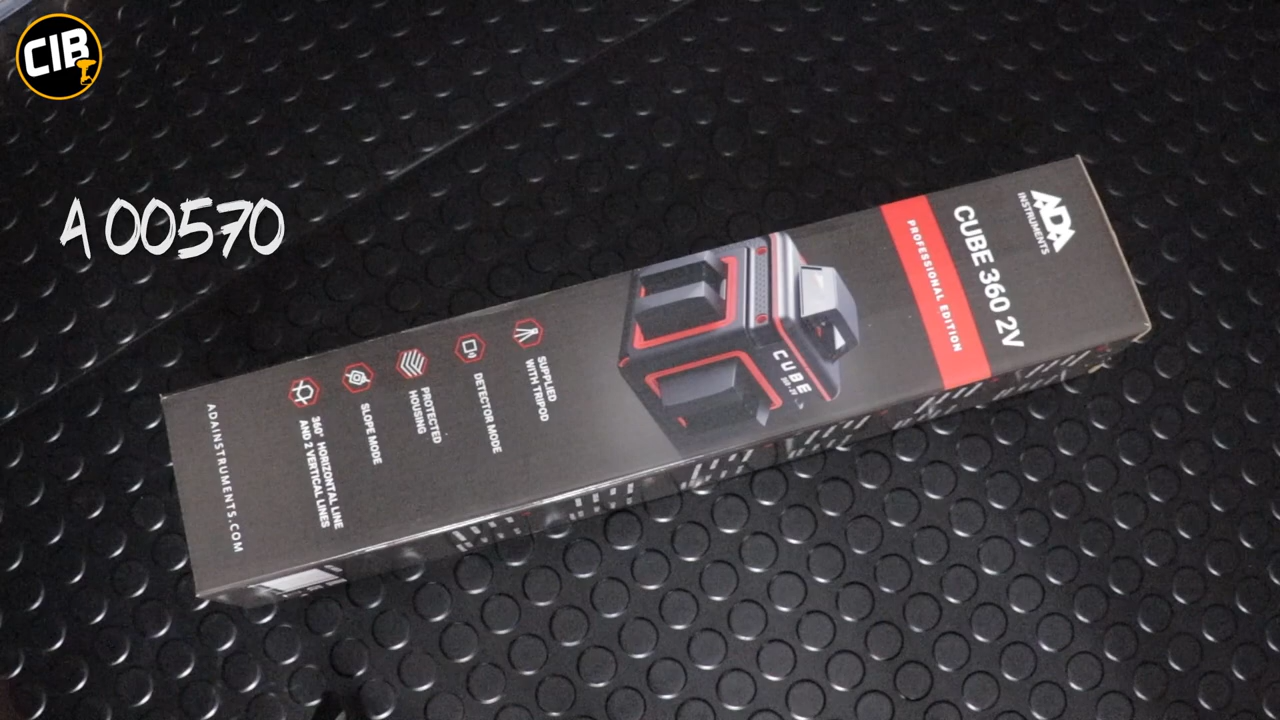 CIB
A 00570
ADA
INSTRUMENTS
CUBE 360 2V
PROFESSIONAL EDITION
CUBE
SUPPLIED
WITH TRIPOD
DETECTOR MODE
PROTECTED
HOUSING
SLOPE MODE
360° HORIZONTAL LINE
AND 2 VERTICAL LINES
ADAINSTRUMENTS.COM